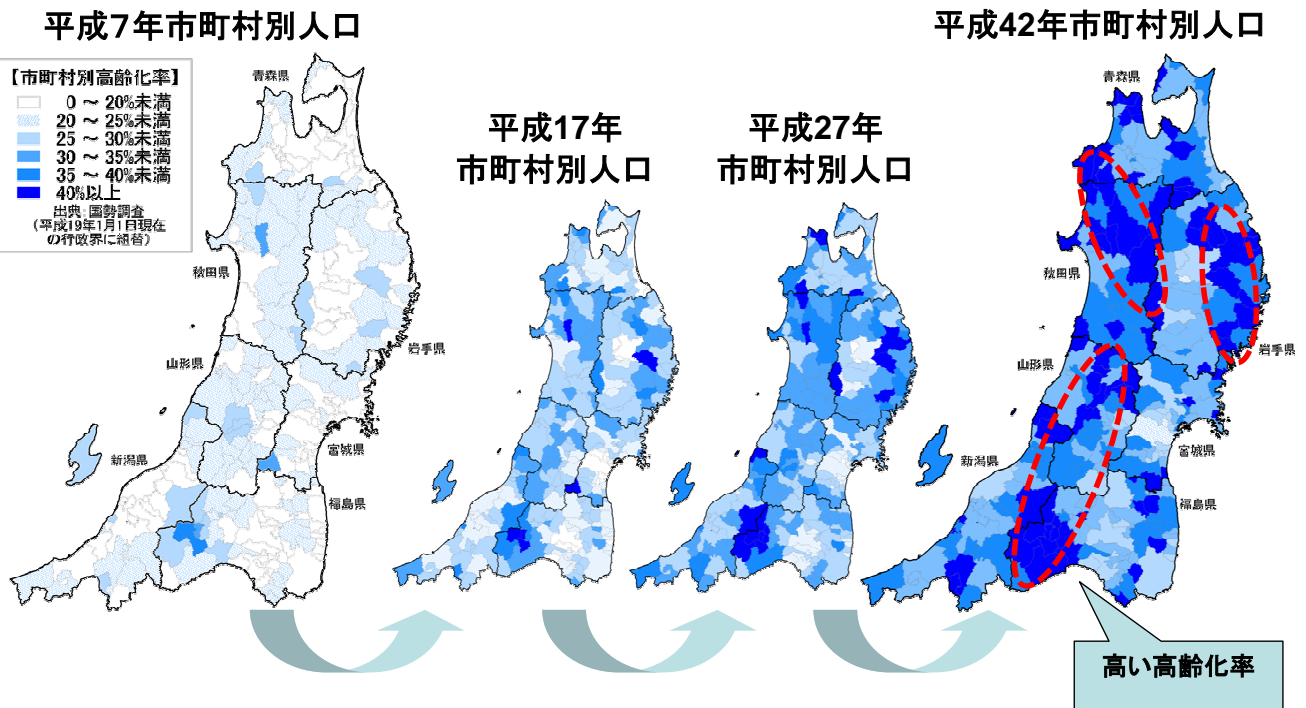 平成7年市町村別人口
【市町村別高齢化率】
0 ~ 20%未満
20 ~ 25%未満
25 ~ 30%未満
30 ~ 35%未満
35 ~ 40%未満
40%以上
出典:国勢調査
(平成19年1月1日現在
の行政界に組替)
青森県
秋田県
岩手県
山形県
宮城県
新潟県
福島県
平成17年
市町村別人口
平成27年
市町村別人口
平成42年市町村別人口
青森県
秋田県
岩手県
山形県
宮城県
新潟県
福島県
高い高齢化率